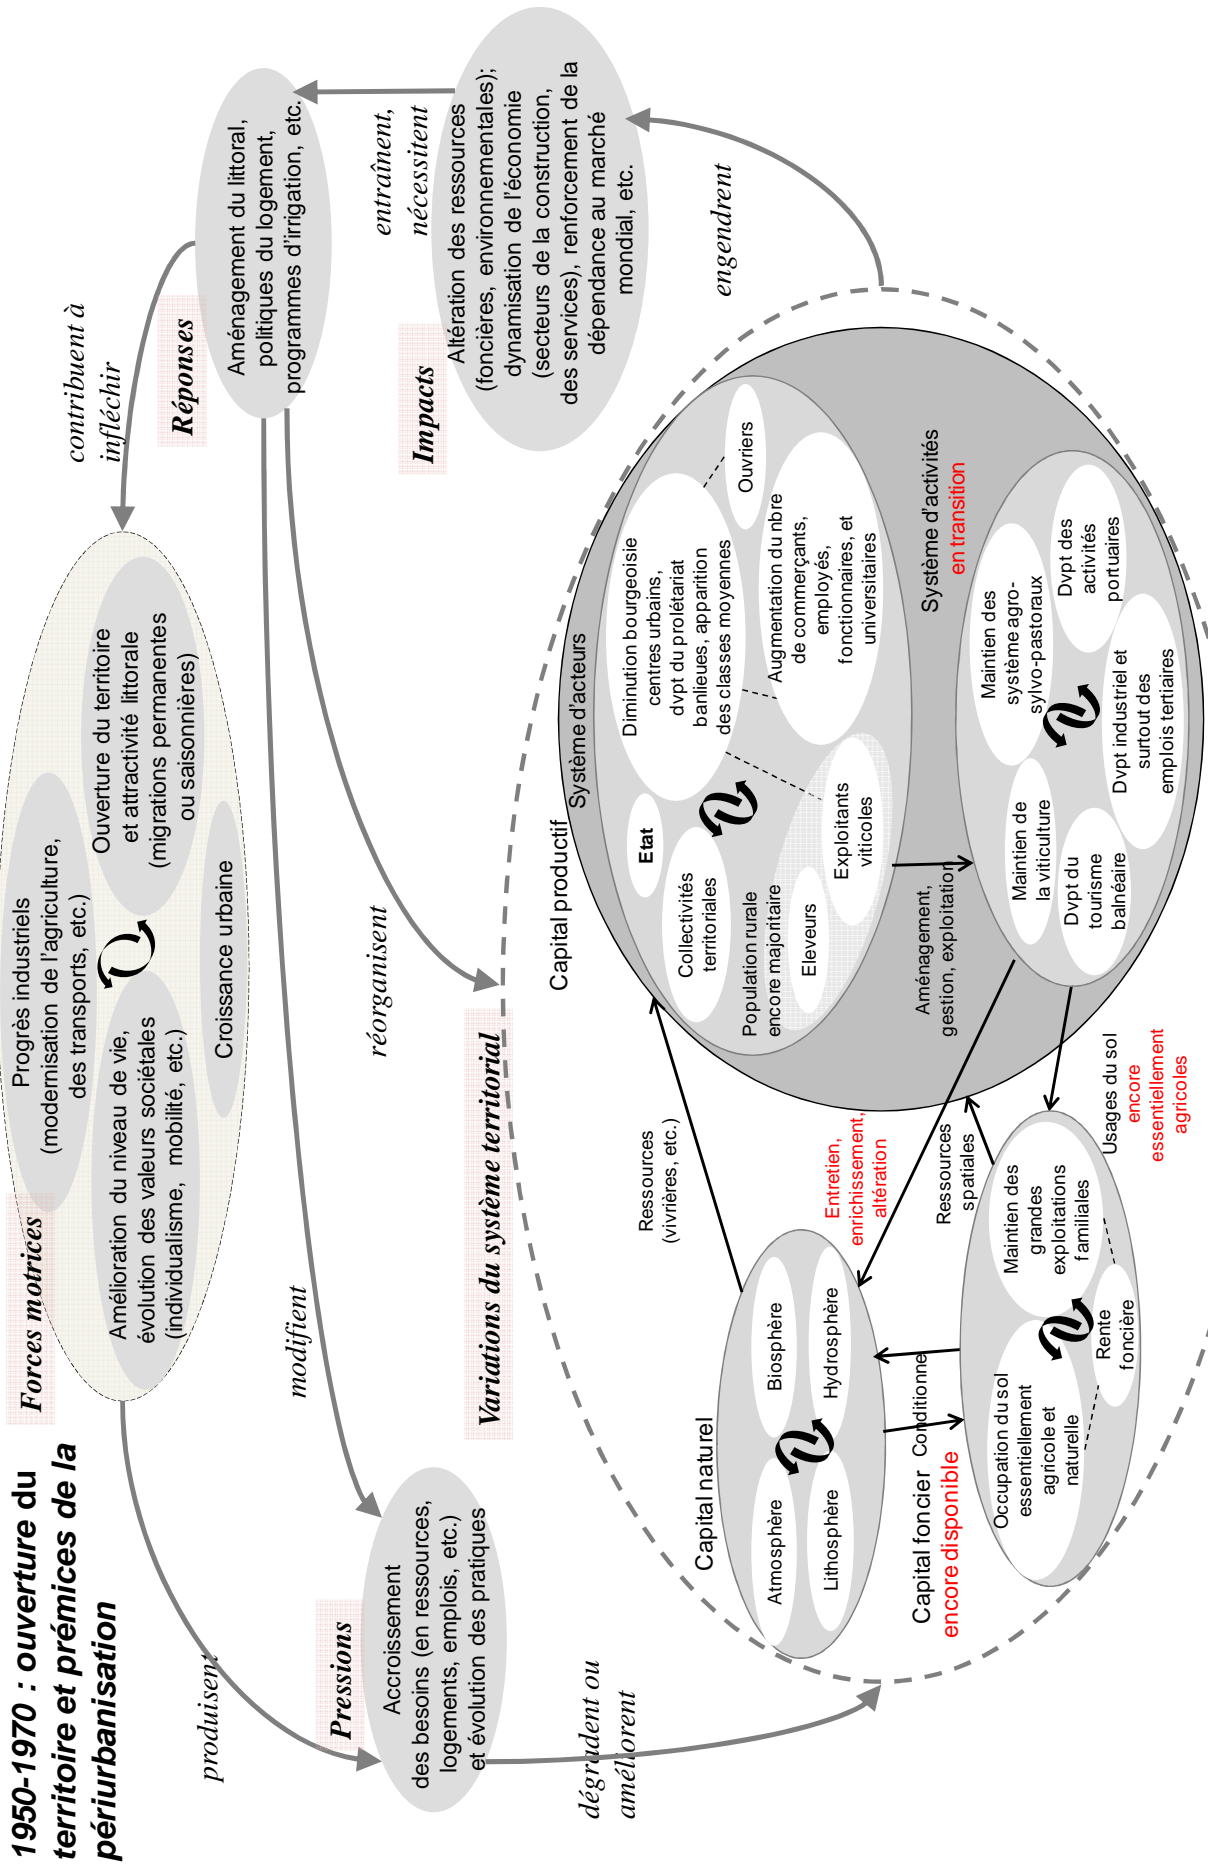 1950-1970 : ouverture du
territoire et prémices de la
périurbanisation
Forces motrices
Progrès industriels
(modernisation de l'agriculture,
des transports, etc.)
Amélioration du niveau de vie,
évolution des valeurs sociétales
(individualisme, mobilité, etc.)
Ouverture du territoire
et attractivité littorale
(migrations permanentes
ou saisonnières)
Croissance urbaine
contribuent à
infléchir
Réponses
Aménagement du littoral,
politiques du logement,
programmes d'irrigation, etc.
entraînent,
nécessitent
Impacts
Altération des ressources
(foncières, environnementales);
dynamisation de l'économie
(secteurs de la construction,
des services), renforcement de la
dépendance au marché
mondial, etc.
engendrent
produisent
modifient
réorganisent
Pressions
Accroissement
des besoins (en ressources,
logements, emplois, etc.)
et évolution des pratiques
dégradent ou
améliorent
Variations du système territorial
Capital productif
Système d'acteurs
Etat
Collectivités
territoriales
Diminution bourgeoisie
centres urbains,
dvpt du prolétariat
banlieues, apparition
des classes moyennes
Ouvriers
Augmentation du nbre
de commerçants,
employés,
fonctionnaires, et
universitaires
Population rurale
encore majoritaire
Eleveurs
Exploitants
viticoles
Aménagement,
gestion, exploitation
Système d'activités
en transition
Maintien de
la viticulture
Maintien des
système agro-
sylvo-pastoraux
Dvpt des
activités
portuaires
Dvpt du
tourisme
balnéaire
Dvpt industriel et
surtout des
emplois tertiaires
Ressources
(vivrières, etc.)
Entretien,
enrichissement,
altération
Ressources
spatiales
Usages du sol
encore
essentiellement
agricoles
Capital naturel
Atmosphère
Biosphère
Lithosphère
Hydrosphère
Conditionne
Capital foncier
encore disponible
Occupation du sol
essentiellement
agricole et
naturelle
Maintien des
grandes
exploitations
familiales
Rente
foncière